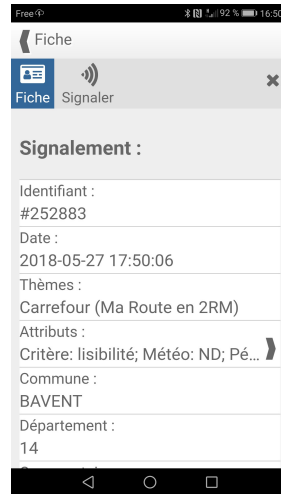 Free
92 %
16:50
Fiche
Fiche
Signaler
Signalement :
Identifiant :
#252883
Date :
2018-05-27 17:50:06
Thèmes :
Carrefour (Ma Route en 2RM)
Attributs :
Critère: lisibilité; Météo: ND; Pé...
Commune :
BAVENT
Département :
14